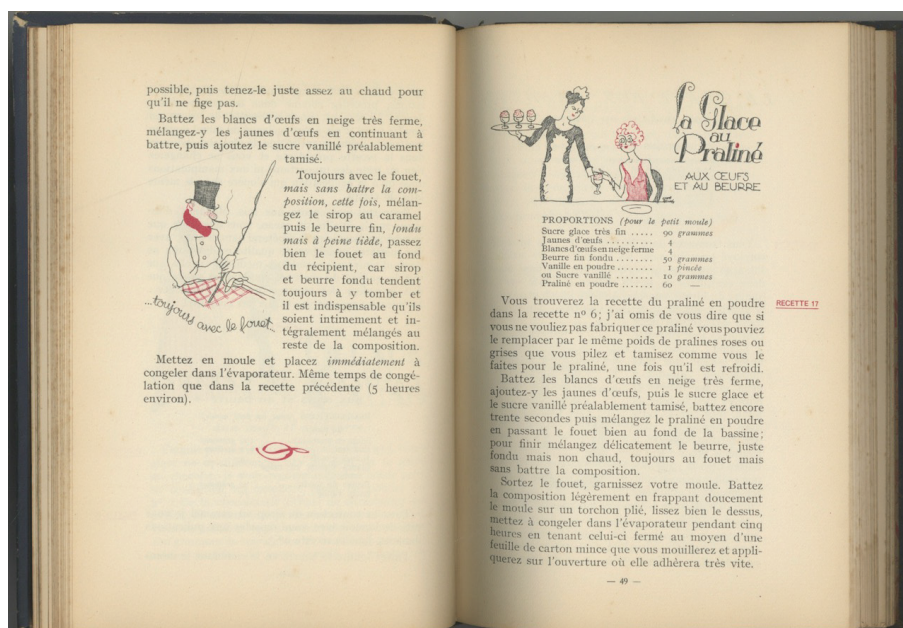 possible, puis tenez-le juste assez au chaud pour
qu'il ne fige pas.
Battez les blancs d'œufs en neige très ferme,
mélangez-y les jaunes d'œufs en continuant à
battre, puis ajoutez le sucre vanillé préalablement
tamisé.
Toujours avec le fouet,
mais sans battre la com-
position, cette fois, mélan-
gez le sirop au caramel
puis le beurre fin, fondu
mais à peine tiède, passez
bien le fouet au fond
du récipient, car sirop
et beurre fondu tendent
toujours à y tomber et
il est indispensable qu'ils
soient intimement et in-
tégralement mélangés au
reste de la composition.
...toujours avec le fouet...
Mettez en moule et placez immédiatement à
congeler dans l'évaporateur. Même temps de congé-
lation que dans la recette précédente (5 heures
environ).
La Glace
au
Praliné
AUX ŒUFS
ET AU BEURRE
PROPORTIONS (pour le petit moule)
Sucre glace très fin ..... 90 grammes
Jaunes d'œufs .......... 4
Blancs d'œufs en neige ferme 4
Beurre fin fondu ........ 50 grammes
Vanille en poudre ........ 1 pincée
ou Sucre vanillé ........ 10 grammes
Praliné en poudre ....... 60 —
Vous trouverez la recette du praliné en poudre
RECETTE 17
dans la recette nº 6; j'ai omis de vous dire que si
vous ne vouliez pas fabriquer ce praliné vous pouviez
le remplacer par le même poids de pralines roses ou
grises que vous pilez et tamisez comme vous le
faites pour le praliné, une fois qu'il est refroidi.
Battez les blancs d'œufs en neige très ferme,
ajoutez-y les jaunes d'œufs, puis le sucre glace et
le sucre vanillé préalablement tamisé, battez encore
trente secondes puis mélangez le praliné en poudre
en passant le fouet bien au fond de la bassine;
pour finir mélangez délicatement le beurre, juste
fondu mais non chaud, toujours au fouet mais
sans battre la composition.
Sortez le fouet, garnissez votre moule. Battez
la composition légèrement en frappant doucement
le moule sur un torchon plié, lissez bien le dessus,
mettez à congeler dans l'évaporateur pendant cinq
heures en tenant celui-ci fermé au moyen d'une
feuille de carton mince que vous mouillerez et appli-
querez sur l'ouverture où elle adhèrera très vite.
— 49 —